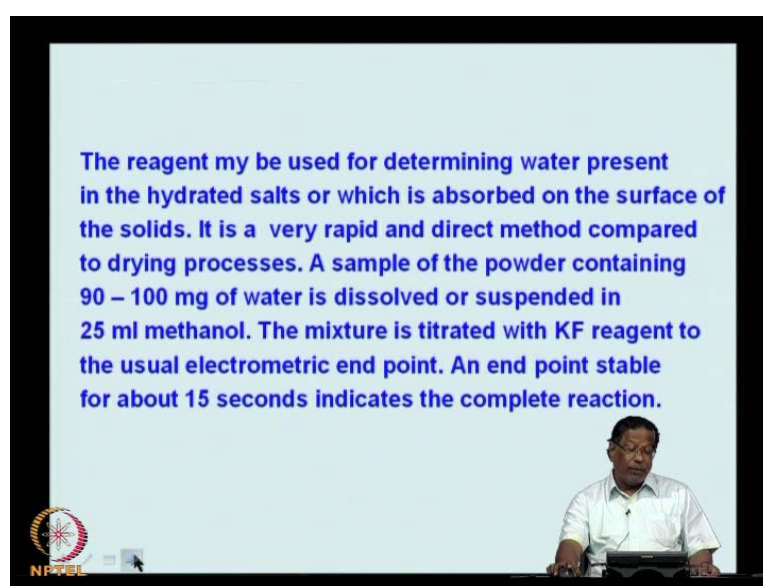 The reagent my be used for determining water present
in the hydrated salts or which is absorbed on the surface of
the solids. It is a very rapid and direct method compared
to drying processes. A sample of the powder containing
90 – 100 mg of water is dissolved or suspended in
25 ml methanol. The mixture is titrated with KF reagent to
the usual electrometric end point. An end point stable
for about 15 seconds indicates the complete reaction.
NPTEL